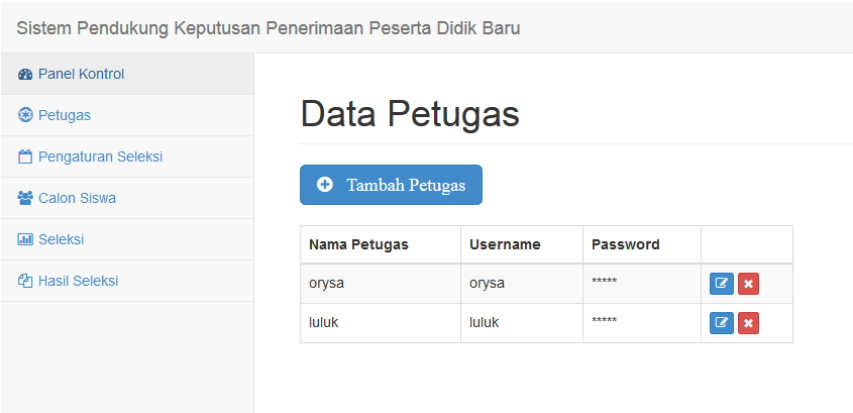 Sistem Pendukung Keputusan Penerimaan Peserta Didik Baru
Panel Kontrol
Petugas
Pengaturan Seleksi
Calon Siswa
Seleksi
Hasil Seleksi
Data Petugas
Tambah Petugas
Nama Petugas Username Password
orysa orysa *****
luluk luluk *****